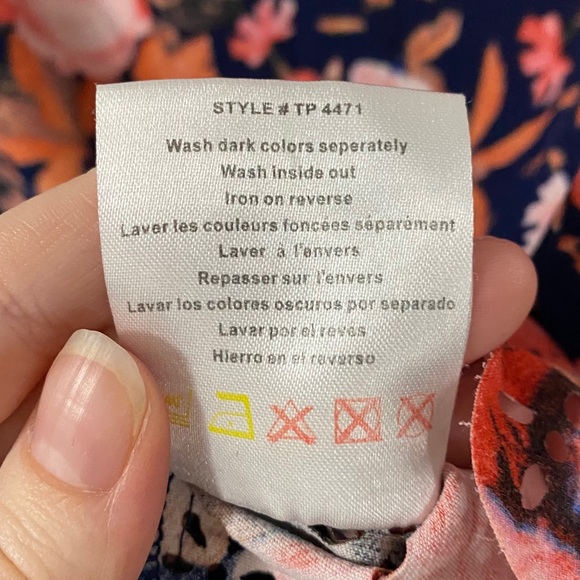 STYLE # TP 4471
Wash dark colors seperately
Wash inside out
Iron on reverse
Laver les couleurs foncées séparément
Laver à l'envers
Repasser sur l'envers
Lavar los colores oscuros por separado
Lavar por el reves
Hierro en el reverso